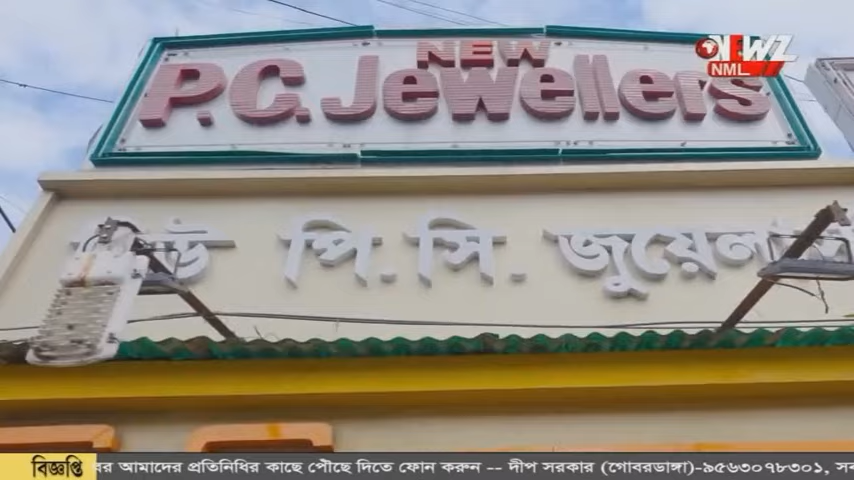 NEW
P.C. JEWellers
NEWZ
NML
নিউ পি.সি. জুয়েলার্স
বিজ্ঞপ্তি
আমাদের প্রতিনিধির কাছে পৌছে দিতে ফোন করুন -- দীপ সরকার (গোবরডাঙ্গা)-৯৫৬৩০৭৮৩০১,